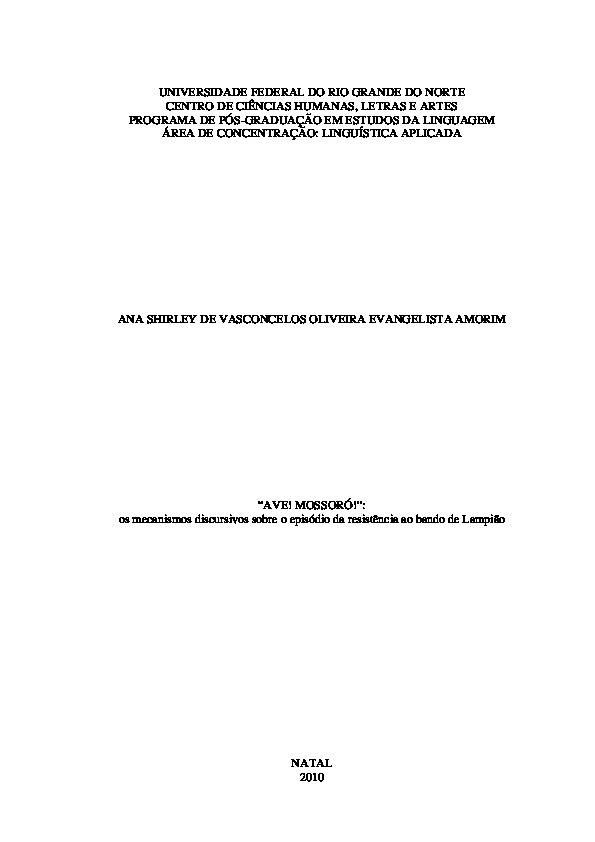 UNIVERSIDADE FEDERAL DO RIO GRANDE DO NORTE
CENTRO DE CIÊNCIAS HUMANAS, LETRAS E ARTES
PROGRAMA DE PÓS-GRADUAÇÃO EM ESTUDOS DA LINGUAGEM
ÁREA DE CONCENTRAÇÃO: LINGUÍSTICA APLICADA
ANA SHIRLEY DE VASCONCELOS OLIVEIRA EVANGELISTA AMORIM
“AVE! MOSSORÓ!”:
os mecanismos discursivos sobre o episódio da resistência ao bando de Lampião
NATAL
2010